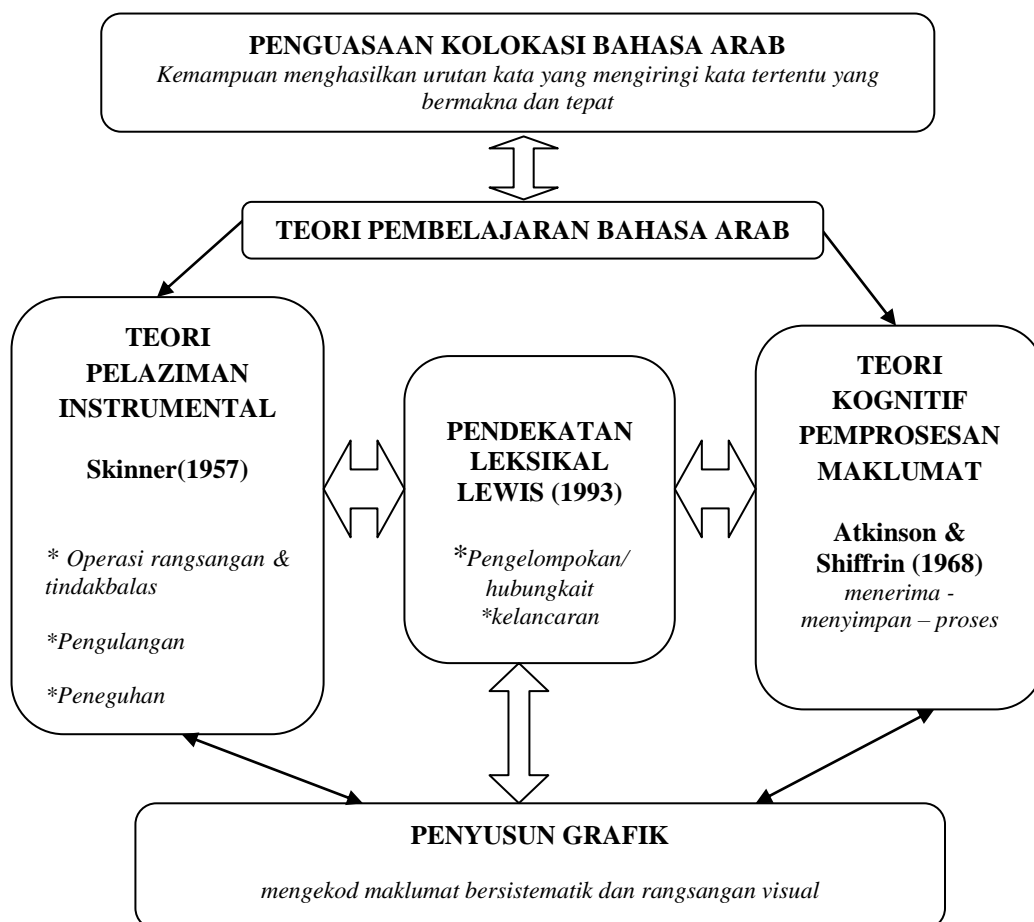 PENGUASAAN KOLOKASI BAHASA ARAB
Kemampuan menghasilkan urutan kata yang mengiringi kata tertentu yang
bermakna dan tepat
TEORI PEMBELAJARAN BAHASA ARAB
TEORI
PELAZIMAN
INSTRUMENTAL
Skinner(1957)
* Operasi rangsangan &
tindakbalas
*Pengulangan
*Peneguhan
PENDEKATAN
LEKSIKAL
LEWIS (1993)
*Pengelompokan/
hubungkait
*kelancaran
TEORI
KOGNITIF
PEMPROSESAN
MAKLUMAT
Atkinson &
Shiffrin (1968)
menerima -
menyimpan – proses
PENYUSUN GRAFIK
mengekod maklumat bersistematik dan rangsangan visual